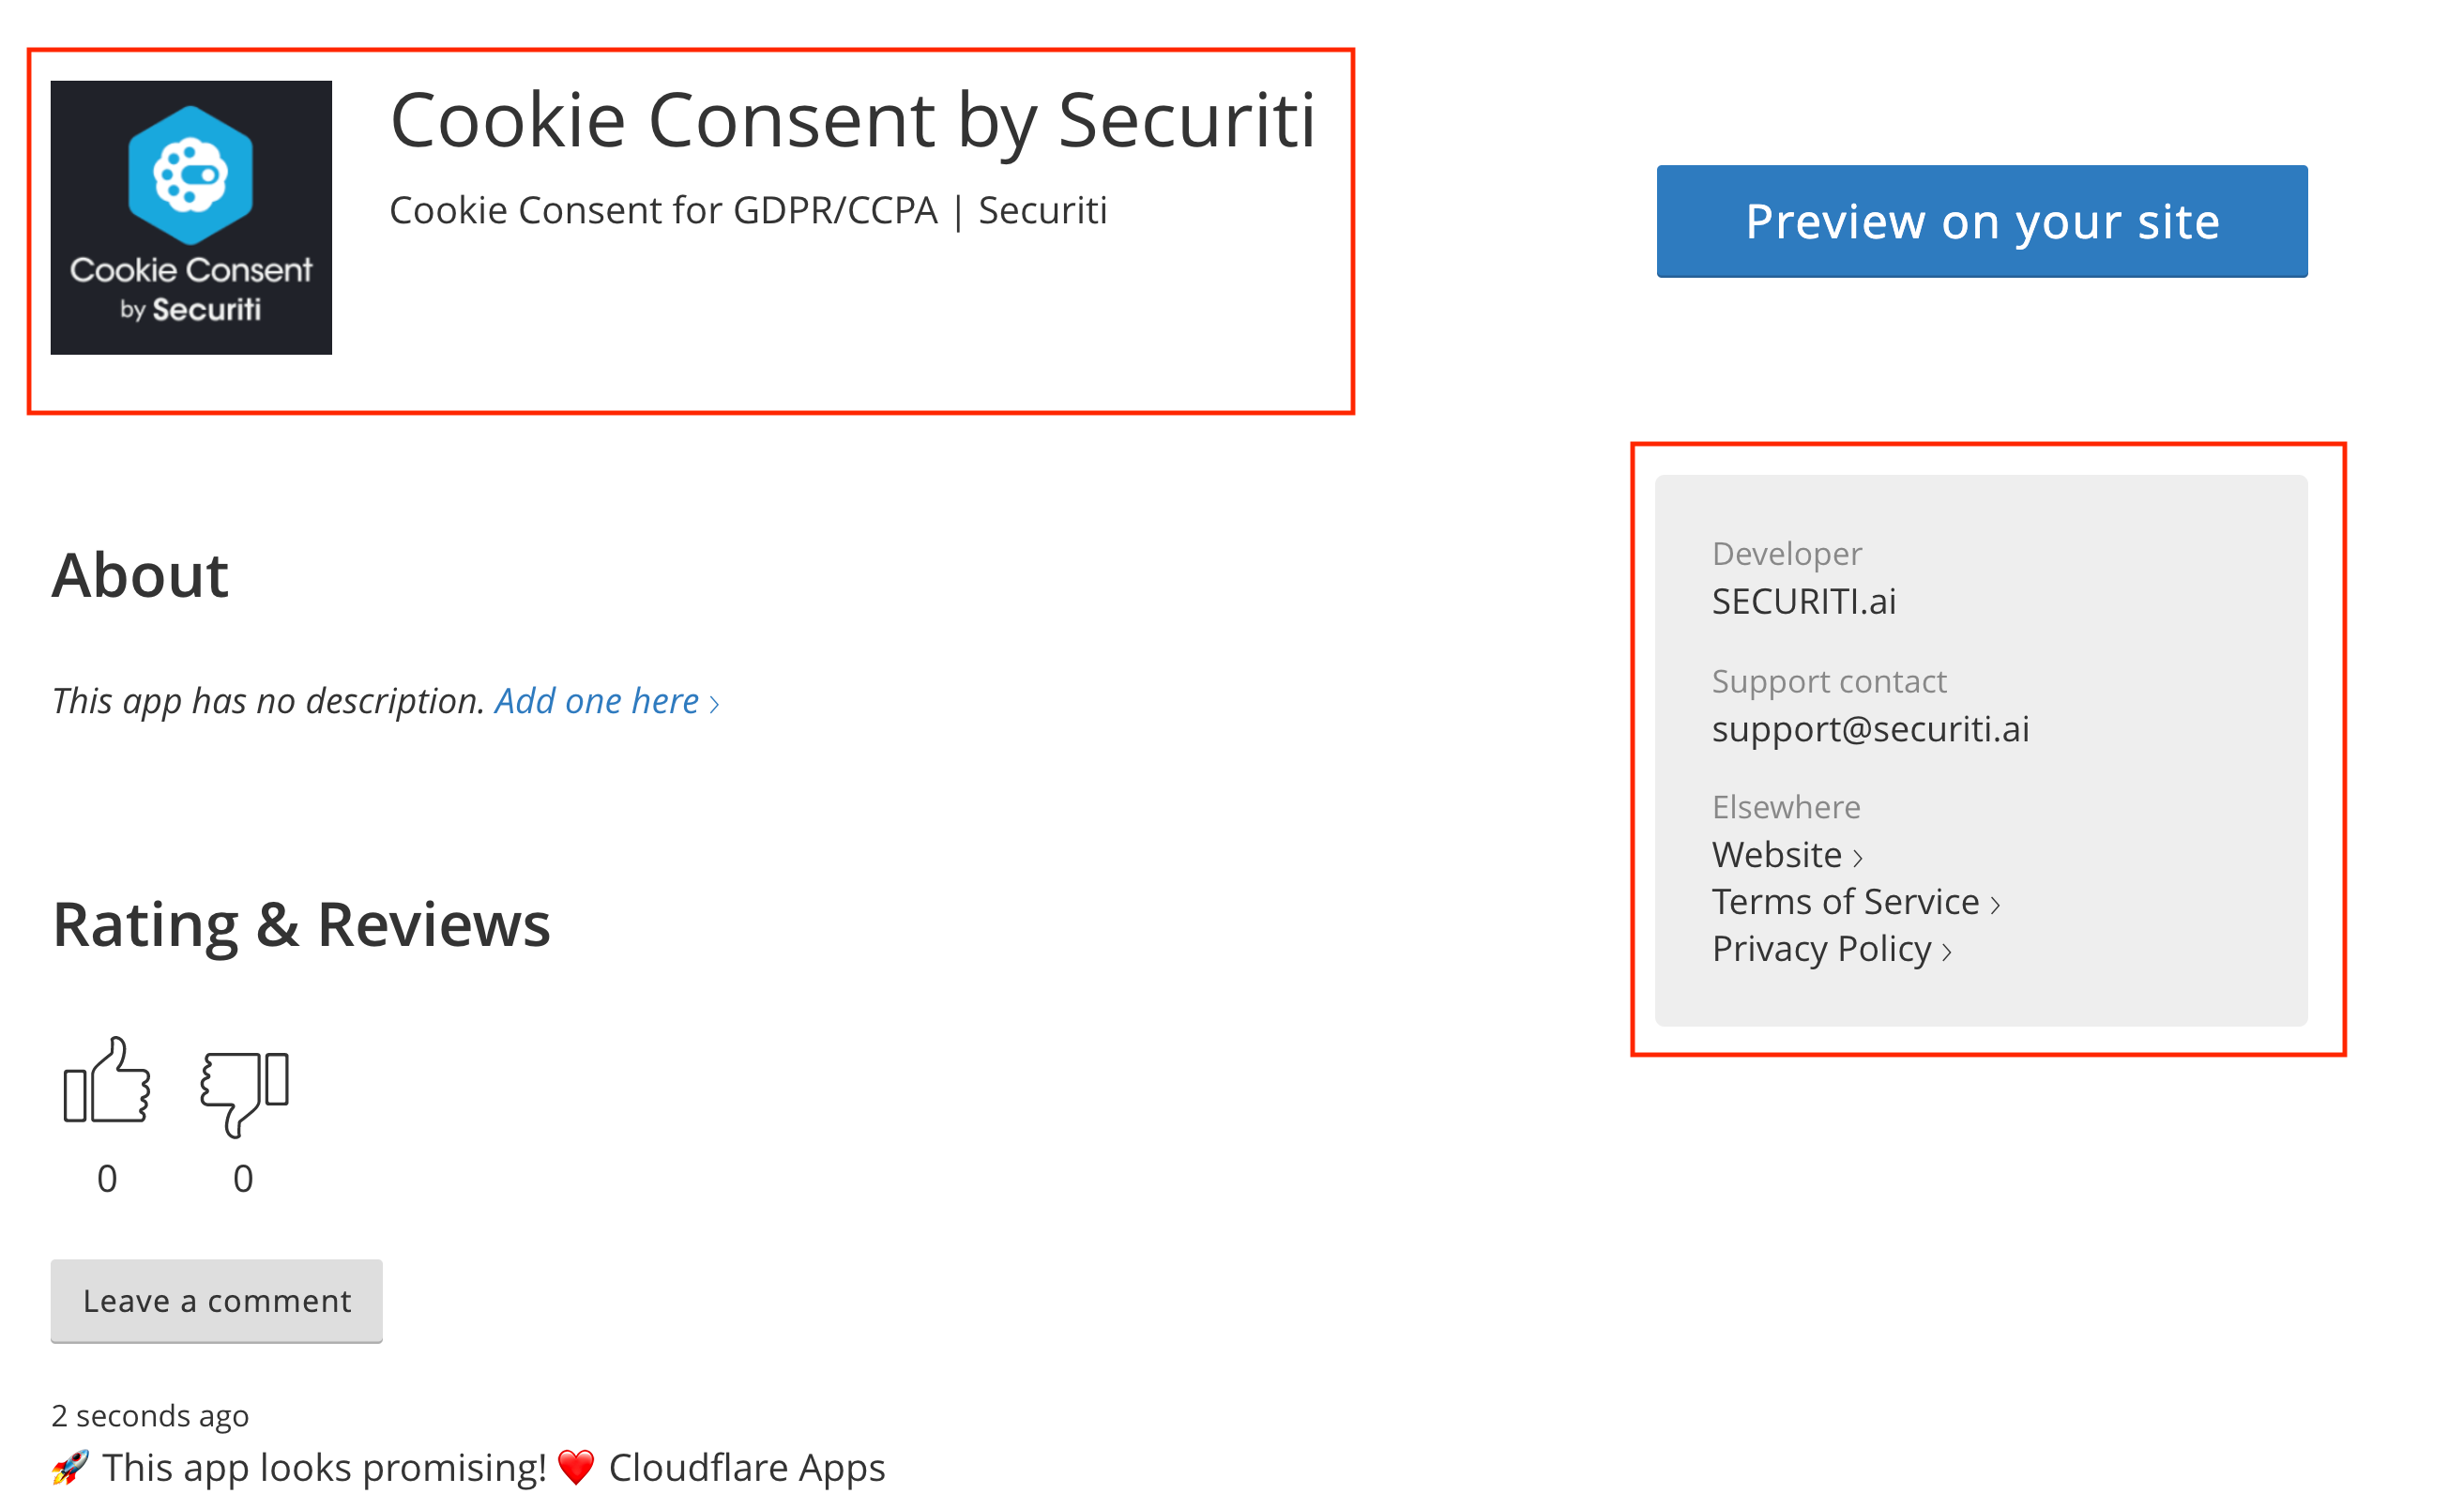 Cookie Consent
by Securiti
Cookie Consent by Securiti
Cookie Consent for GDPR/CCPA | Securiti
Preview on your site
About
This app has no description. Add one here ›
Rating & Reviews
0 0
Leave a comment
2 seconds ago
🚀 This app looks promising! ❤️ Cloudflare Apps
Developer
SECURITI.ai
Support contact
support@securiti.ai
Elsewhere
Website ›
Terms of Service ›
Privacy Policy ›